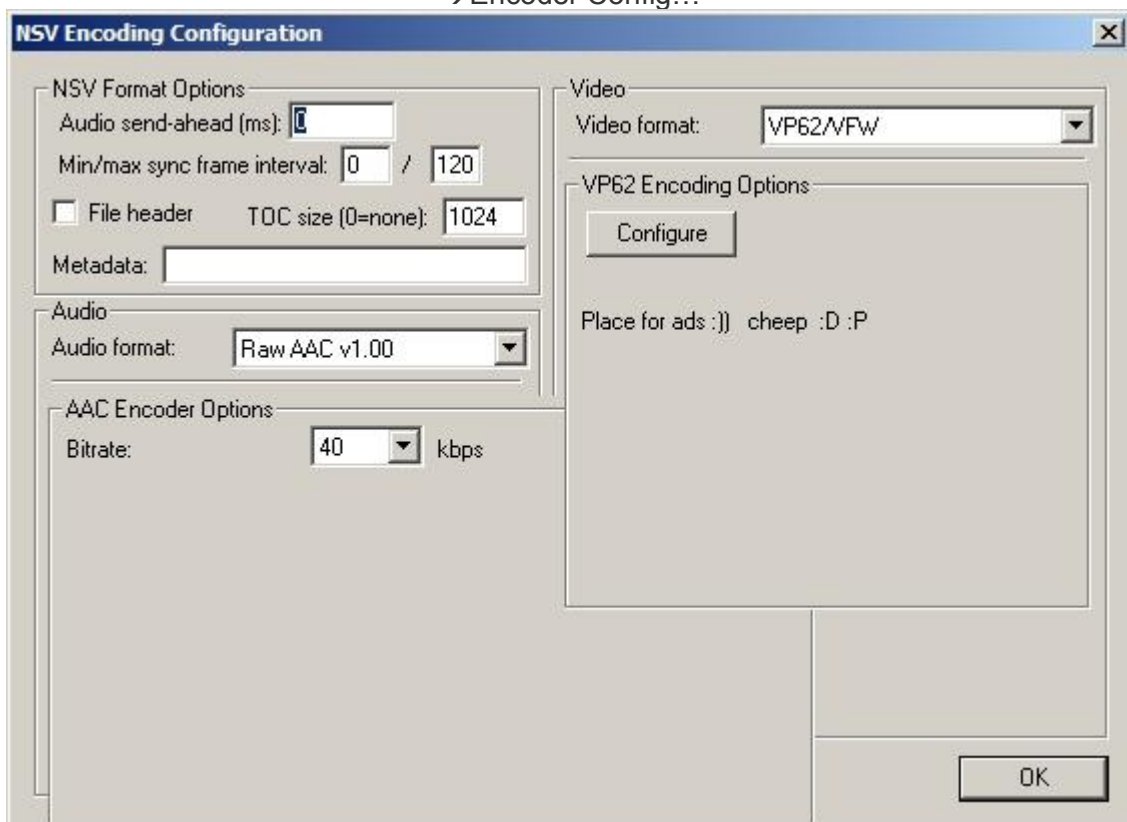 →Encoder Config…
NSV Encoding Configuration
NSV Format Options
Audio send-ahead (ms): 0
Min/max sync frame interval: 0 / 120
File header TOC size (0=none): 1024
Metadata:
Audio
Audio format: Raw AAC v1.00
AAC Encoder Options
Bitrate: 40 kbps
Video
Video format: VP62/VFW
VP62 Encoding Options
Configure
Place for ads :)) cheep :D :P
OK